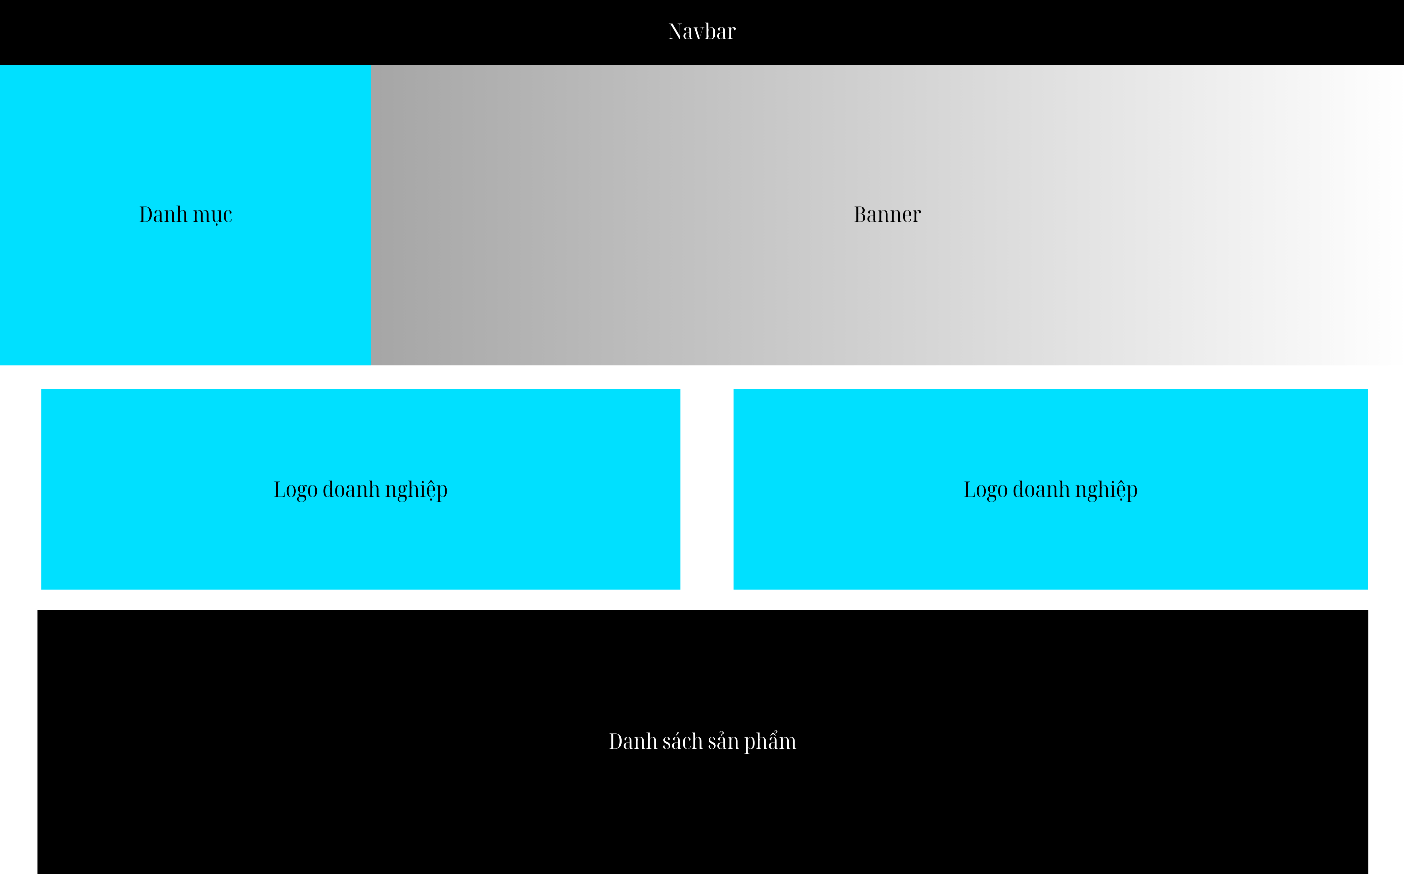 Navbar
Danh mục
Banner
Logo doanh nghiệp
Logo doanh nghiệp
Danh sách sản phẩm